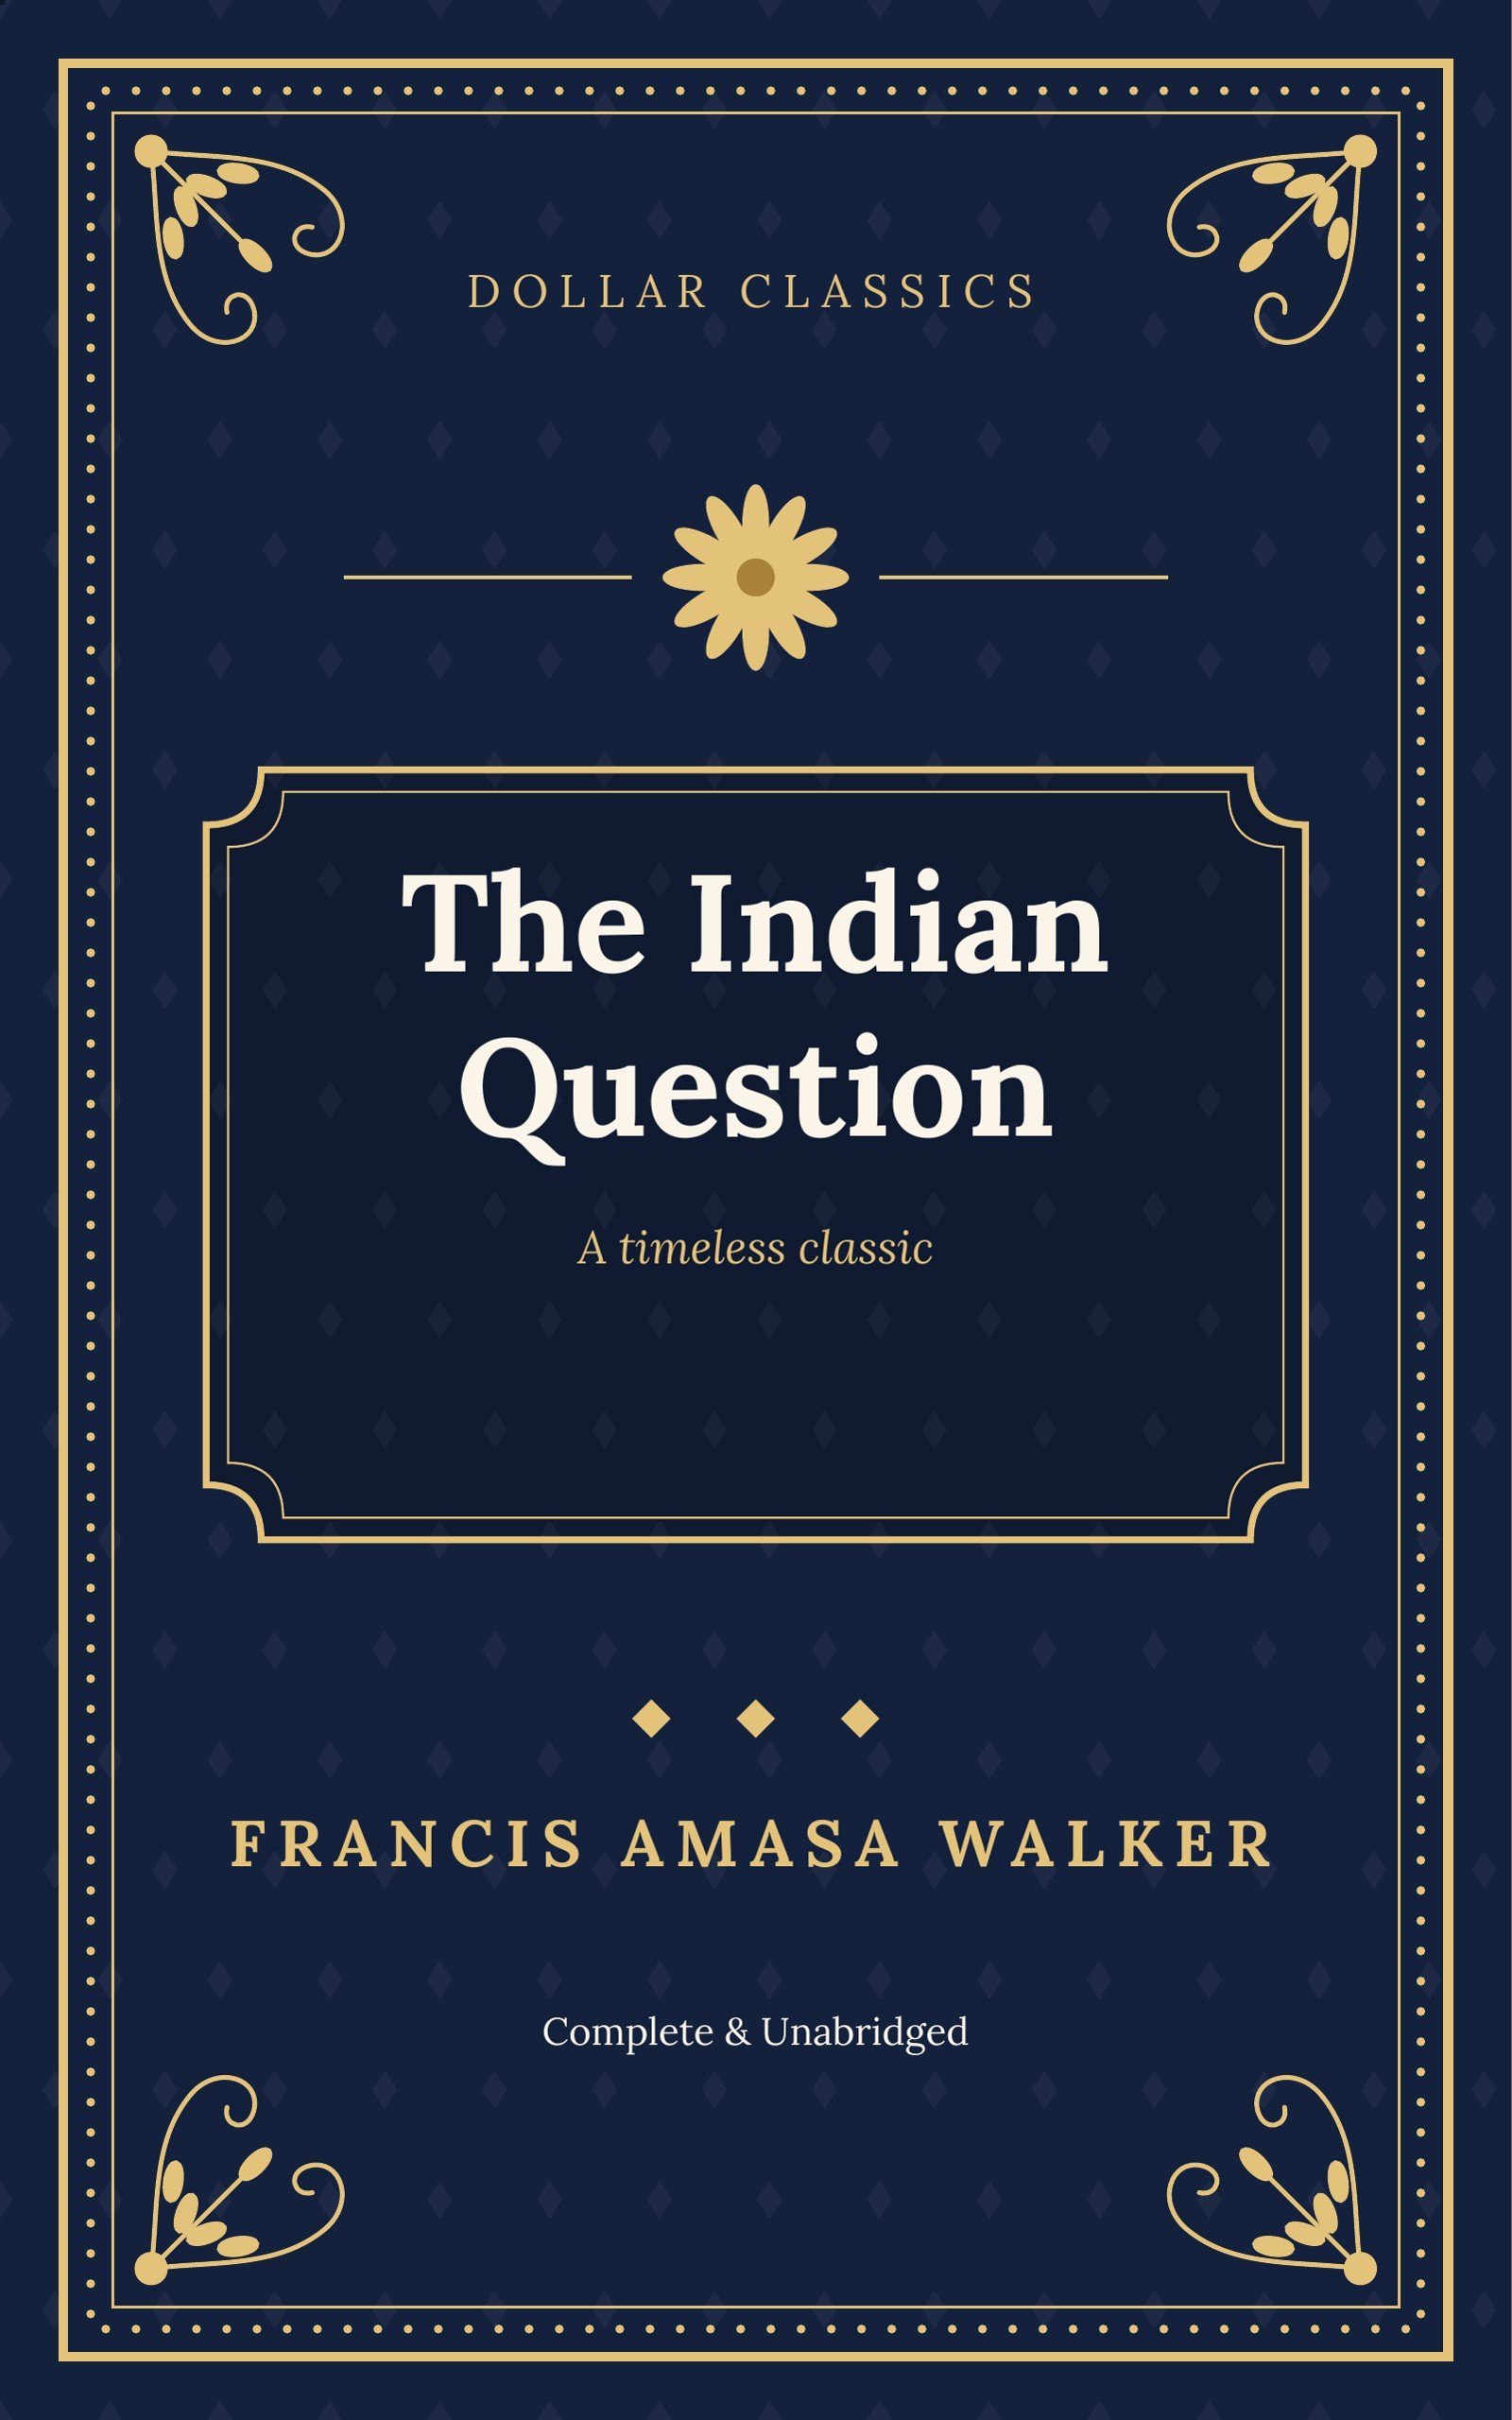 DOLLAR CLASSICS
The Indian
Question
A timeless classic
FRANCIS AMASA WALKER
Complete & Unabridged